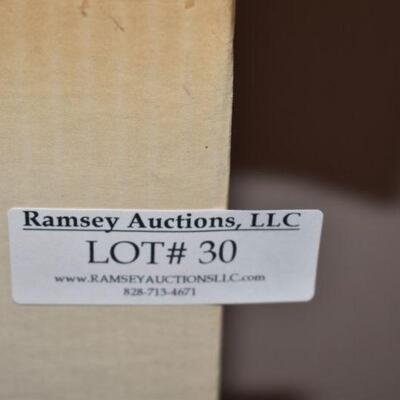 Ramsey Auctions, LLC
LOT# 30
www.RAMSEYAUCTIONSLLC.com
828-713-4671